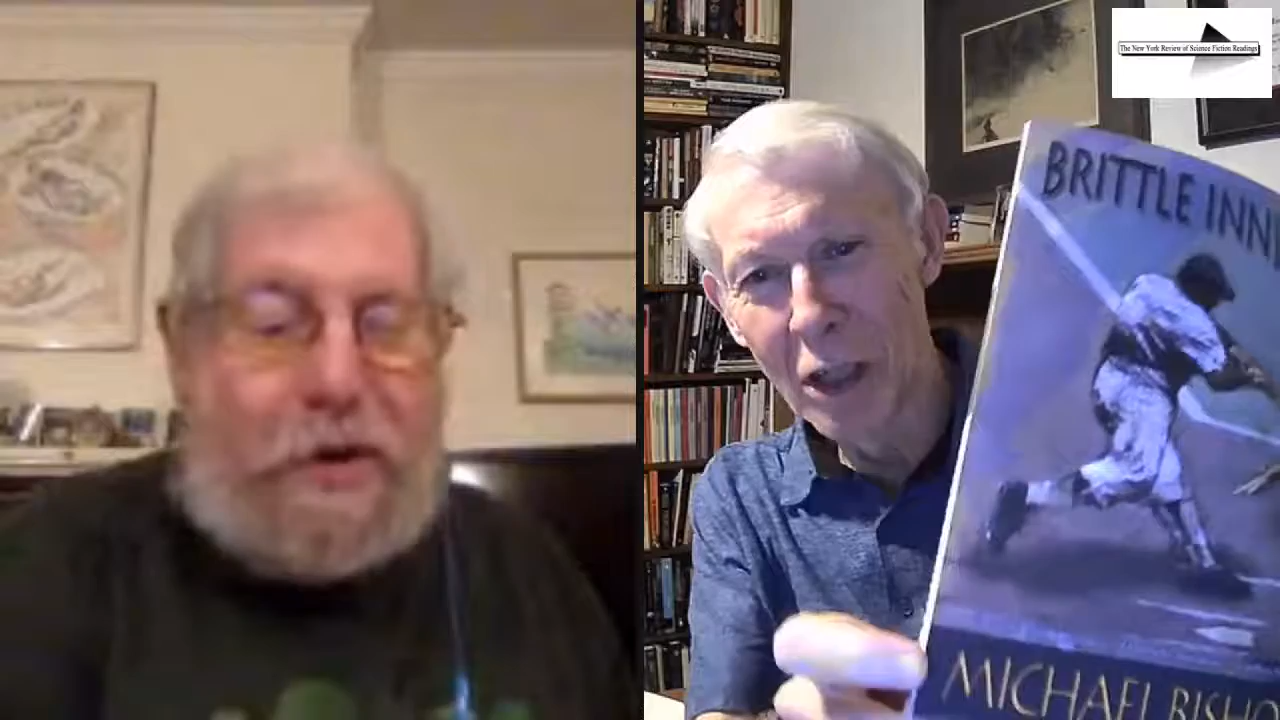 The New York Review of Science Fiction Readings
BRITTLE INN
MICHAEL BISHO